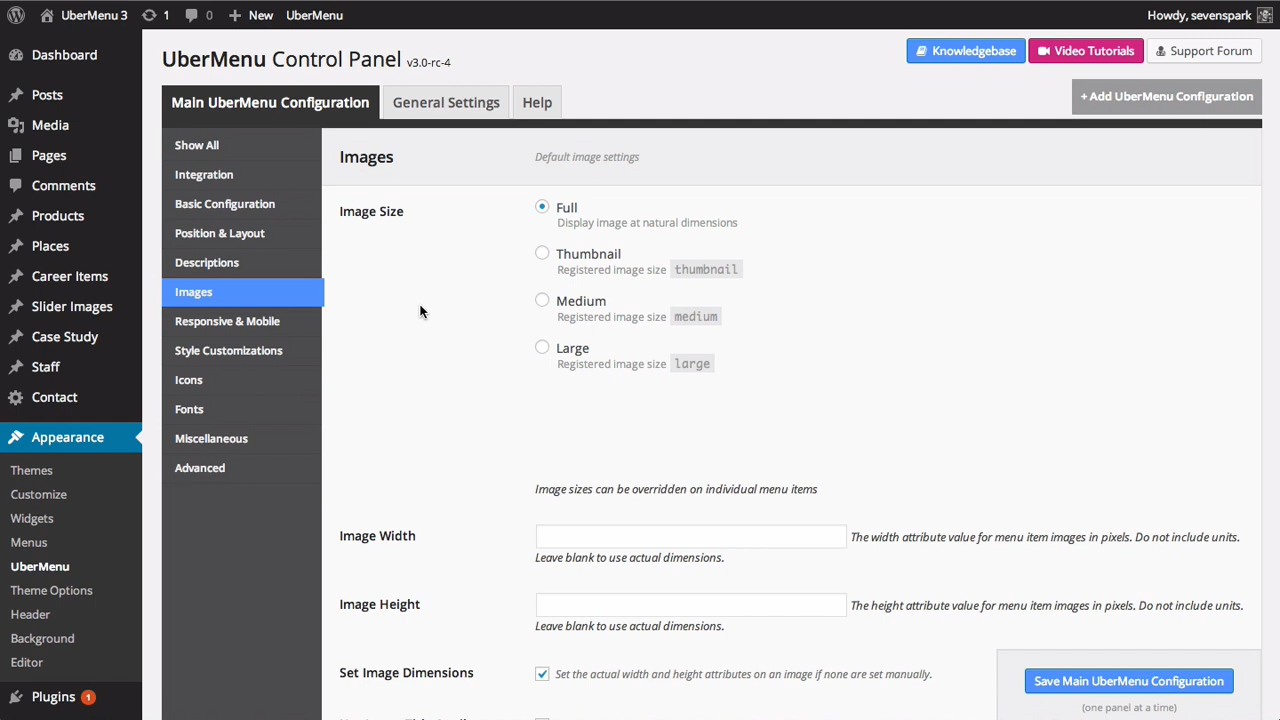 UberMenu 3
1
0
New
UberMenu
Howdy, sevenspark
Dashboard
Posts
Media
Pages
Comments
Products
Places
Career Items
Slider Images
Case Study
Staff
Contact
Appearance
Themes
Customize
Widgets
Menus
UberMenu
Theme Options
Header
Background
Editor
Plugins 1
UberMenu Control Panel v3.0-rc-4
Knowledgebase
Video Tutorials
Support Forum
Main UberMenu Configuration
General Settings
Help
+ Add UberMenu Configuration
Show All
Integration
Basic Configuration
Position & Layout
Descriptions
Images
Responsive & Mobile
Style Customizations
Icons
Fonts
Miscellaneous
Advanced
Images
Default image settings
Image Size
Full
Display image at natural dimensions
Thumbnail
Registered image size thumbnail
Medium
Registered image size medium
Large
Registered image size large
Image sizes can be overridden on individual menu items
Image Width
The width attribute value for menu item images in pixels. Do not include units.
Leave blank to use actual dimensions.
Image Height
The height attribute value for menu item images in pixels. Do not include units.
Leave blank to use actual dimensions.
Set Image Dimensions
Set the actual width and height attributes on an image if none are set manually.
Save Main UberMenu Configuration
(one panel at a time)